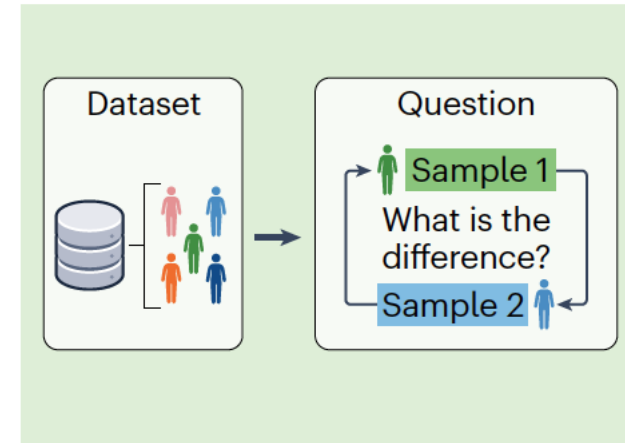 Dataset
Question
Sample 1
What is the
difference?
Sample 2